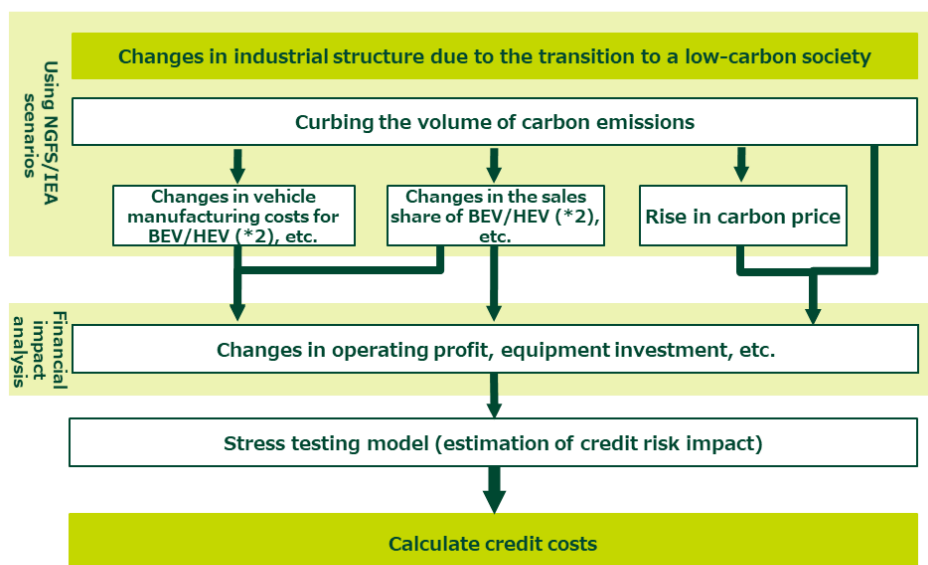 Using NGFS/IEA
scenarios
Changes in industrial structure due to the transition to a low-carbon society
Curbing the volume of carbon emissions
Changes in vehicle
manufacturing costs for
BEV/HEV (*2), etc.
Changes in the sales
share of BEV/HEV (*2),
etc.
Rise in carbon price
Financial
impact
analysis
Changes in operating profit, equipment investment, etc.
Stress testing model (estimation of credit risk impact)
Calculate credit costs